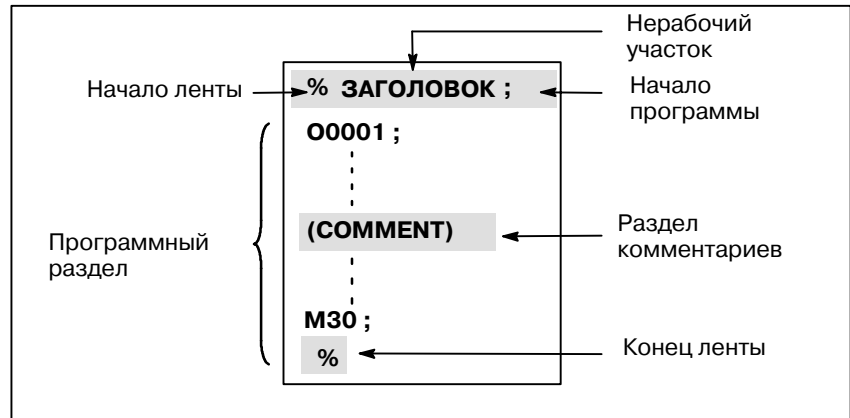 Нерабочий
участок
Начало ленты
% ЗАГОЛОВОК ;
Начало
программы
O0001 ;
(COMMENT)
Раздел
комментариев
Программный
раздел
M30 ;
%
Конец ленты